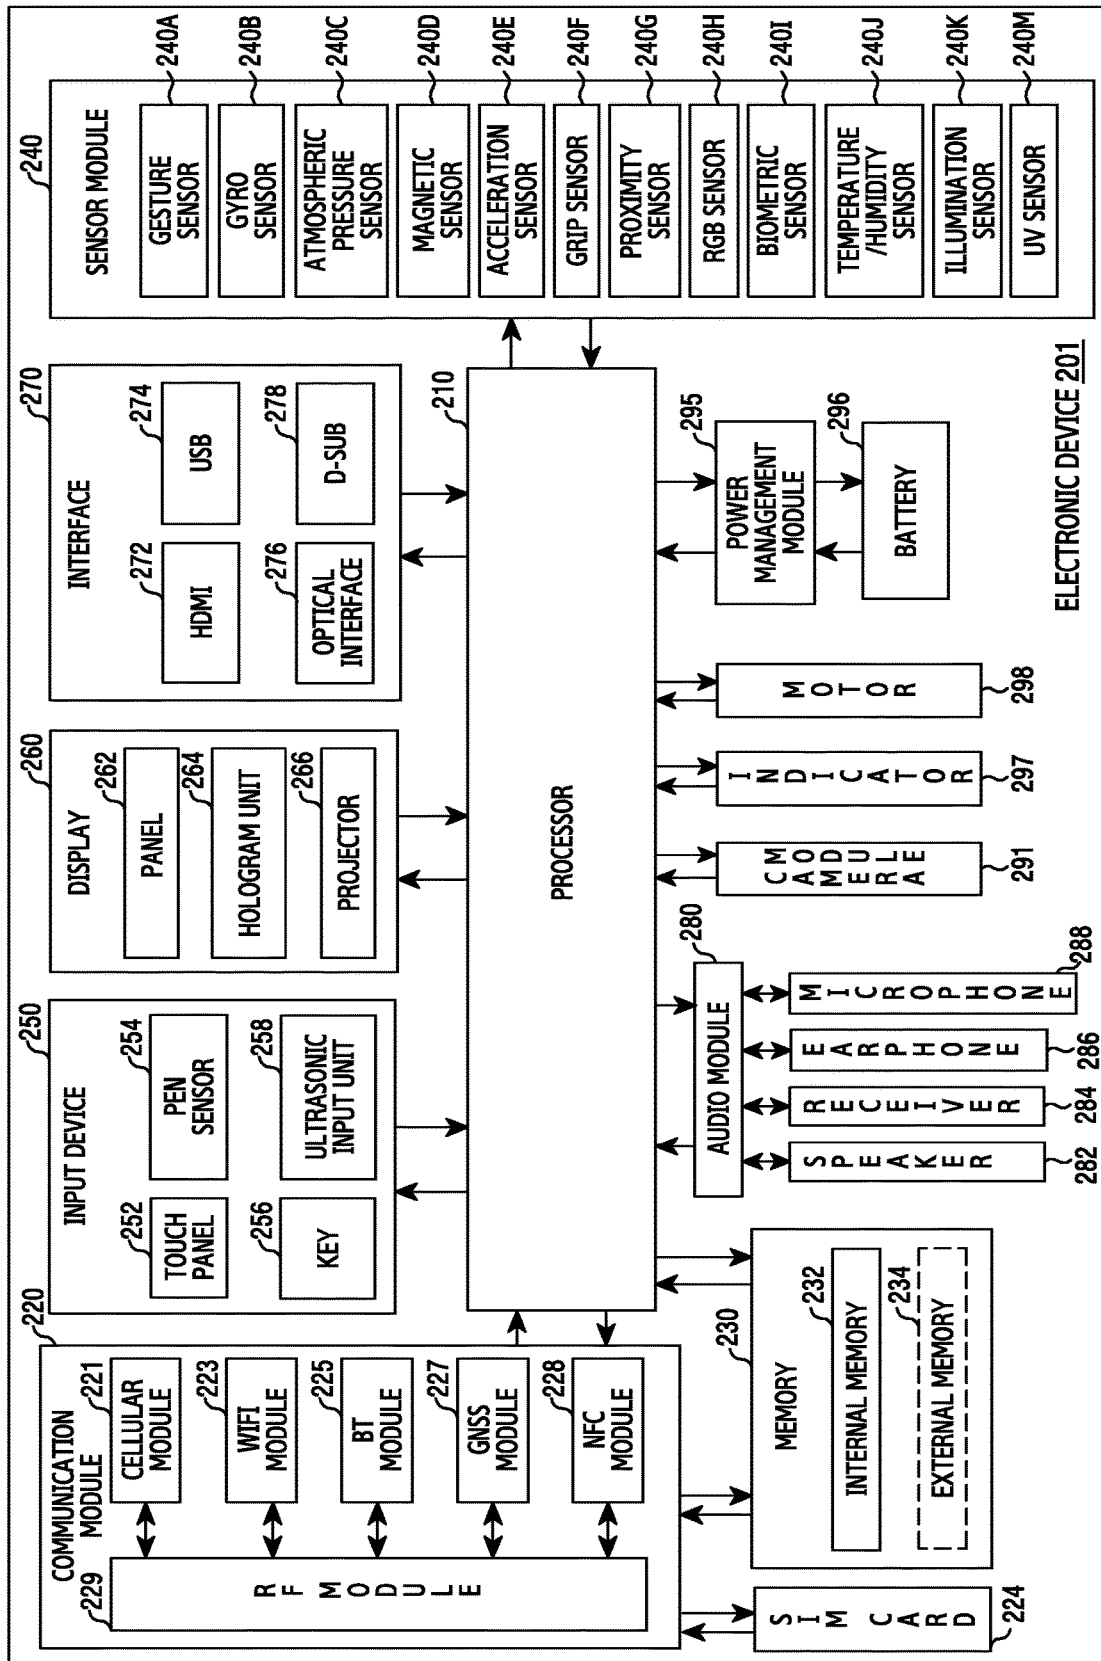 COMMUNICATION
MODULE
220
229
RF MODULE
221
CELLULAR
MODULE
223
WIFI
MODULE
225
BT
MODULE
227
GNSS
MODULE
228
NFC
MODULE
SIM CARD
224
250
INPUT DEVICE
252
TOUCH
PANEL
254
PEN
SENSOR
256
KEY
258
ULTRASONIC
INPUT UNIT
260
DISPLAY
262
PANEL
264
HOLOGRAM UNIT
266
PROJECTOR
270
INTERFACE
272
HDMI
274
USB
276
OPTICAL
INTERFACE
278
D-SUB
240
SENSOR MODULE
GESTURE
SENSOR
240A
GYRO
SENSOR
240B
ATMOSPHERIC
PRESSURE
SENSOR
240C
MAGNETIC
SENSOR
240D
ACCELERATION
SENSOR
240E
GRIP SENSOR
240F
PROXIMITY
SENSOR
240G
RGB SENSOR
240H
BIOMETRIC
SENSOR
240I
TEMPERATURE
/HUMIDITY
SENSOR
240J
ILLUMINATION
SENSOR
240K
UV SENSOR
240M
PROCESSOR
210
230
MEMORY
232
INTERNAL MEMORY
234
EXTERNAL MEMORY
280
AUDIO MODULE
SPEAKER
282
RECEIVER
284
EARPHONE
286
MICROPHONE
288
CAMERA
MODULE
291
INDICATOR
297
MOTOR
298
295
POWER
MANAGEMENT
MODULE
296
BATTERY
ELECTRONIC DEVICE 201